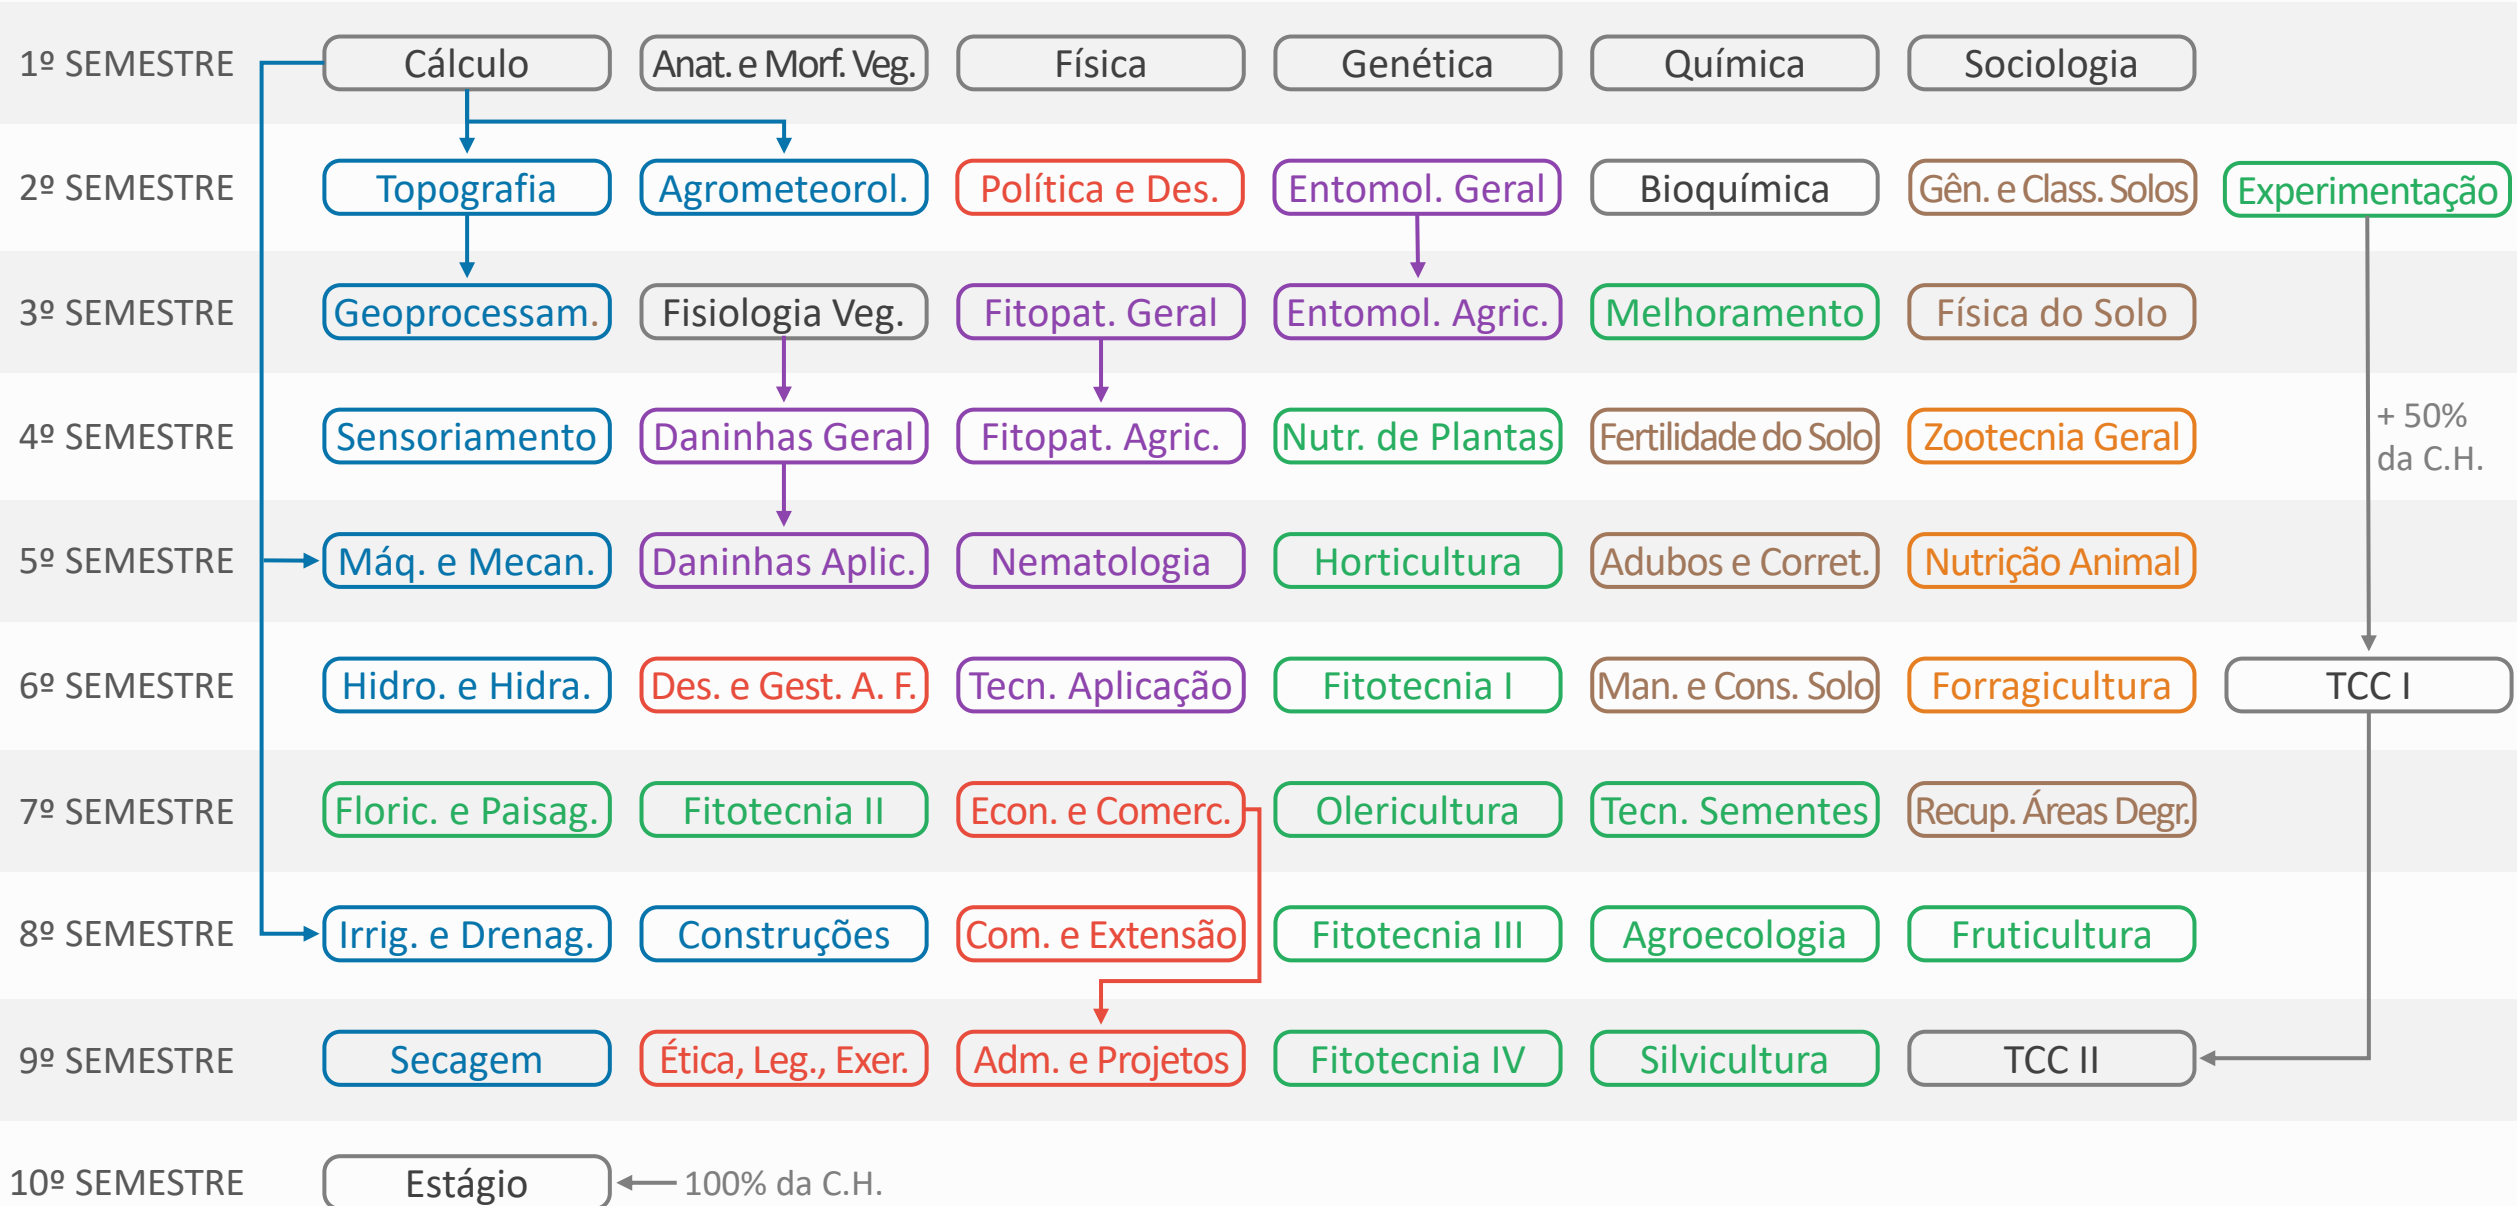 1º SEMESTRE
Cálculo
Anat. e Morf. Veg.
Física
Genética
Química
Sociologia
2º SEMESTRE
Topografia
Agrometeorol.
Política e Des.
Entomol. Geral
Bioquímica
Gên. e Class. Solos
Experimentação
3º SEMESTRE
Geoprocessam.
Fisiologia Veg.
Fitopat. Geral
Entomol. Agric.
Melhoramento
Física do Solo
4º SEMESTRE
Sensoriamento
Daninhas Geral
Fitopat. Agric.
Nutr. de Plantas
Fertilidade do Solo
Zootecnia Geral
+ 50%
da C.H.
5º SEMESTRE
Máq. e Mecan.
Daninhas Aplic.
Nematologia
Horticultura
Adubos e Corret.
Nutrição Animal
6º SEMESTRE
Hidro. e Hidra.
Des. e Gest. A. F.
Tecn. Aplicação
Fitotecnia I
Man. e Cons. Solo
Forragicultura
TCC I
7º SEMESTRE
Floric. e Paisag.
Fitotecnia II
Econ. e Comerc.
Olericultura
Tecn. Sementes
Recup. Áreas Degr.
8º SEMESTRE
Irrig. e Drenag.
Construções
Com. e Extensão
Fitotecnia III
Agroecologia
Fruticultura
9º SEMESTRE
Secagem
Ética, Leg., Exer.
Adm. e Projetos
Fitotecnia IV
Silvicultura
TCC II
10º SEMESTRE
Estágio
100% da C.H.